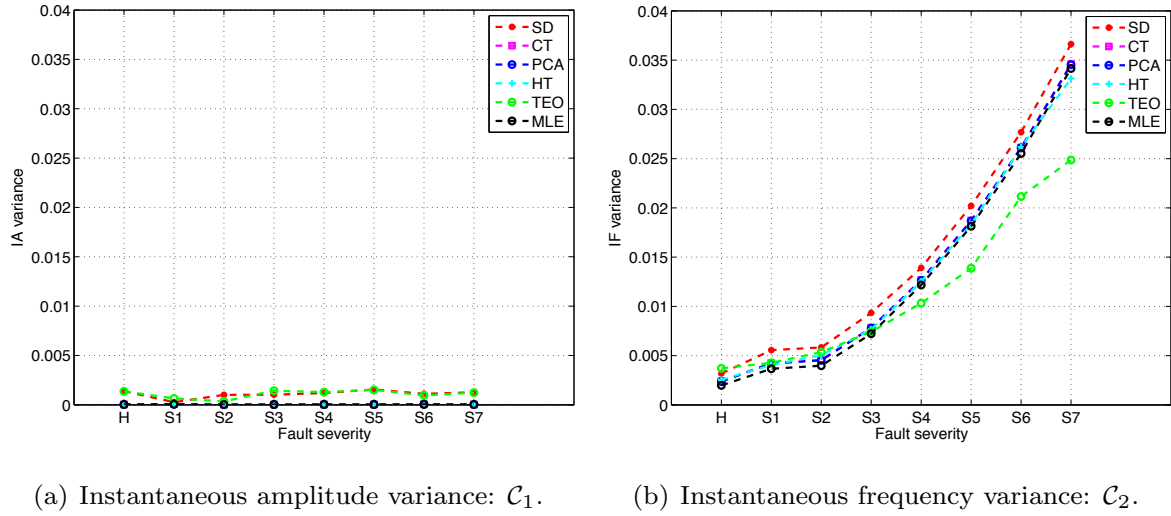 0.04
0.035
0.03
0.025
0.02
0.015
0.01
0.005
0
IA variance
H S1 S2 S3 S4 S5 S6 S7
Fault severity
SD
CT
PCA
HT
TEO
MLE
(a) Instantaneous amplitude variance: C₁.
0.04
0.035
0.03
0.025
0.02
0.015
0.01
0.005
0
IF variance
H S1 S2 S3 S4 S5 S6 S7
Fault severity
SD
CT
PCA
HT
TEO
MLE
(b) Instantaneous frequency variance: C₂.